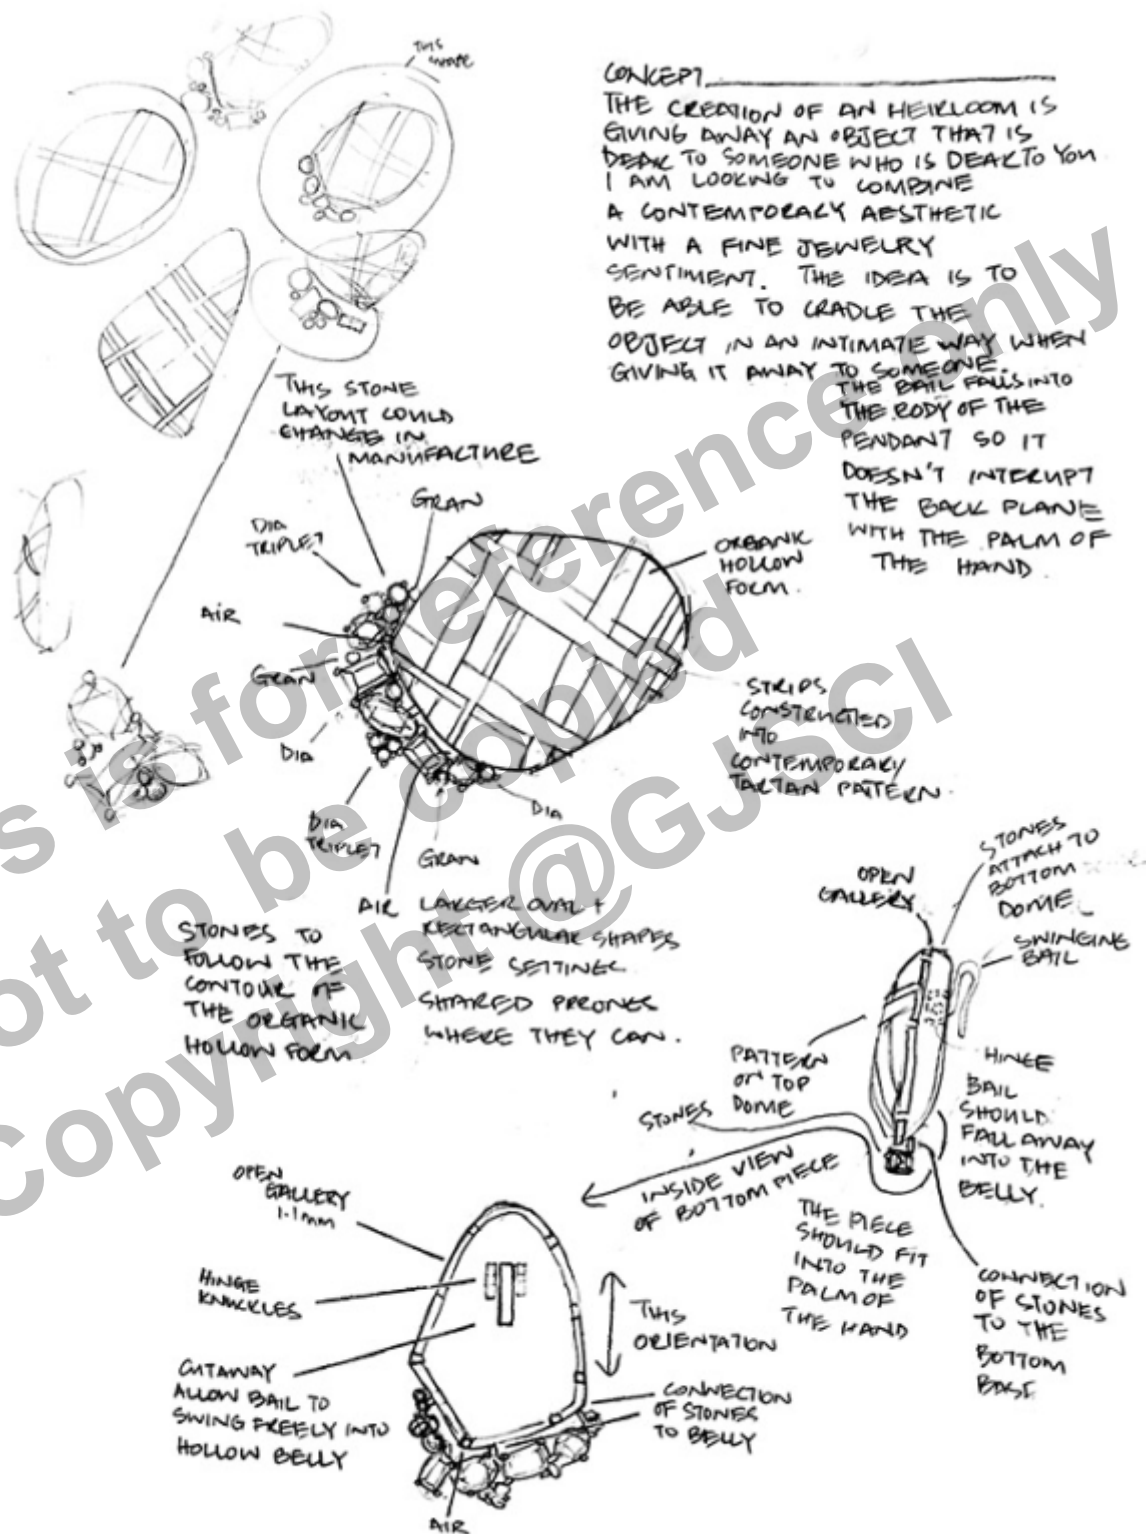 THIS
SHAPE
CONCEPT
THE CREATION OF AN HEIRLOOM IS
GIVING AWAY AN OBJECT THAT IS
DEAR TO SOMEONE WHO IS DEAR TO YOU
I AM LOOKING TO COMBINE
A CONTEMPORARY AESTHETIC
WITH A FINE JEWELRY
SENTIMENT. THE IDEA IS TO
BE ABLE TO CRADLE THE
OBJECT IN AN INTIMATE WAY WHEN
GIVING IT AWAY TO SOMEONE.
THE BAIL FALLS INTO
THE BODY OF THE
PENDANT SO IT
DOESN'T INTERUPT
THE BACK PLANE
WITH THE PALM OF
THE HAND.
THIS STONE
LAYOUT COULD
CHANGE IN
MANUFACTURE
GRAN
DIA
TRIPLET
AIR
GRAN
DIA
DIA
TRIPLET
GRAN
DIA
AIR
ORGANIC
HOLLOW
FORM.
STRIPS
CONSTRUCTED
INTO
CONTEMPORARY
TARTAN PATTERN.
STONES TO
FOLLOW THE
CONTOUR OF
THE ORGANIC
HOLLOW FORM
LARGER OVAL +
RECTANGULAR SHAPES
STONE SETTINGS
SHARED PRONGS
WHERE THEY CAN.
OPEN
GALLERY
STONES
ATTACH TO
BOTTOM
DOME
SWINGING
BAIL
PATTERN
ON TOP
DOME
HINGE
BAIL
SHOULD
FALL AWAY
INTO THE
BELLY.
STONES
INSIDE VIEW
OF BOTTOM PIECE
THE PIECE
SHOULD FIT
INTO THE
PALM OF
THE HAND
CONNECTION
OF STONES
TO THE
BOTTOM
BASE
OPEN
GALLERY
1.1mm
HINGE
KNUCKLES
CUTAWAY
ALLOW BAIL TO
SWING FREELY INTO
HOLLOW BELLY
THIS
ORIENTATION
CONNECTION
OF STONES
TO BELLY
AIR
s is for reference only
ot to be copied
Copyright @GJSCI